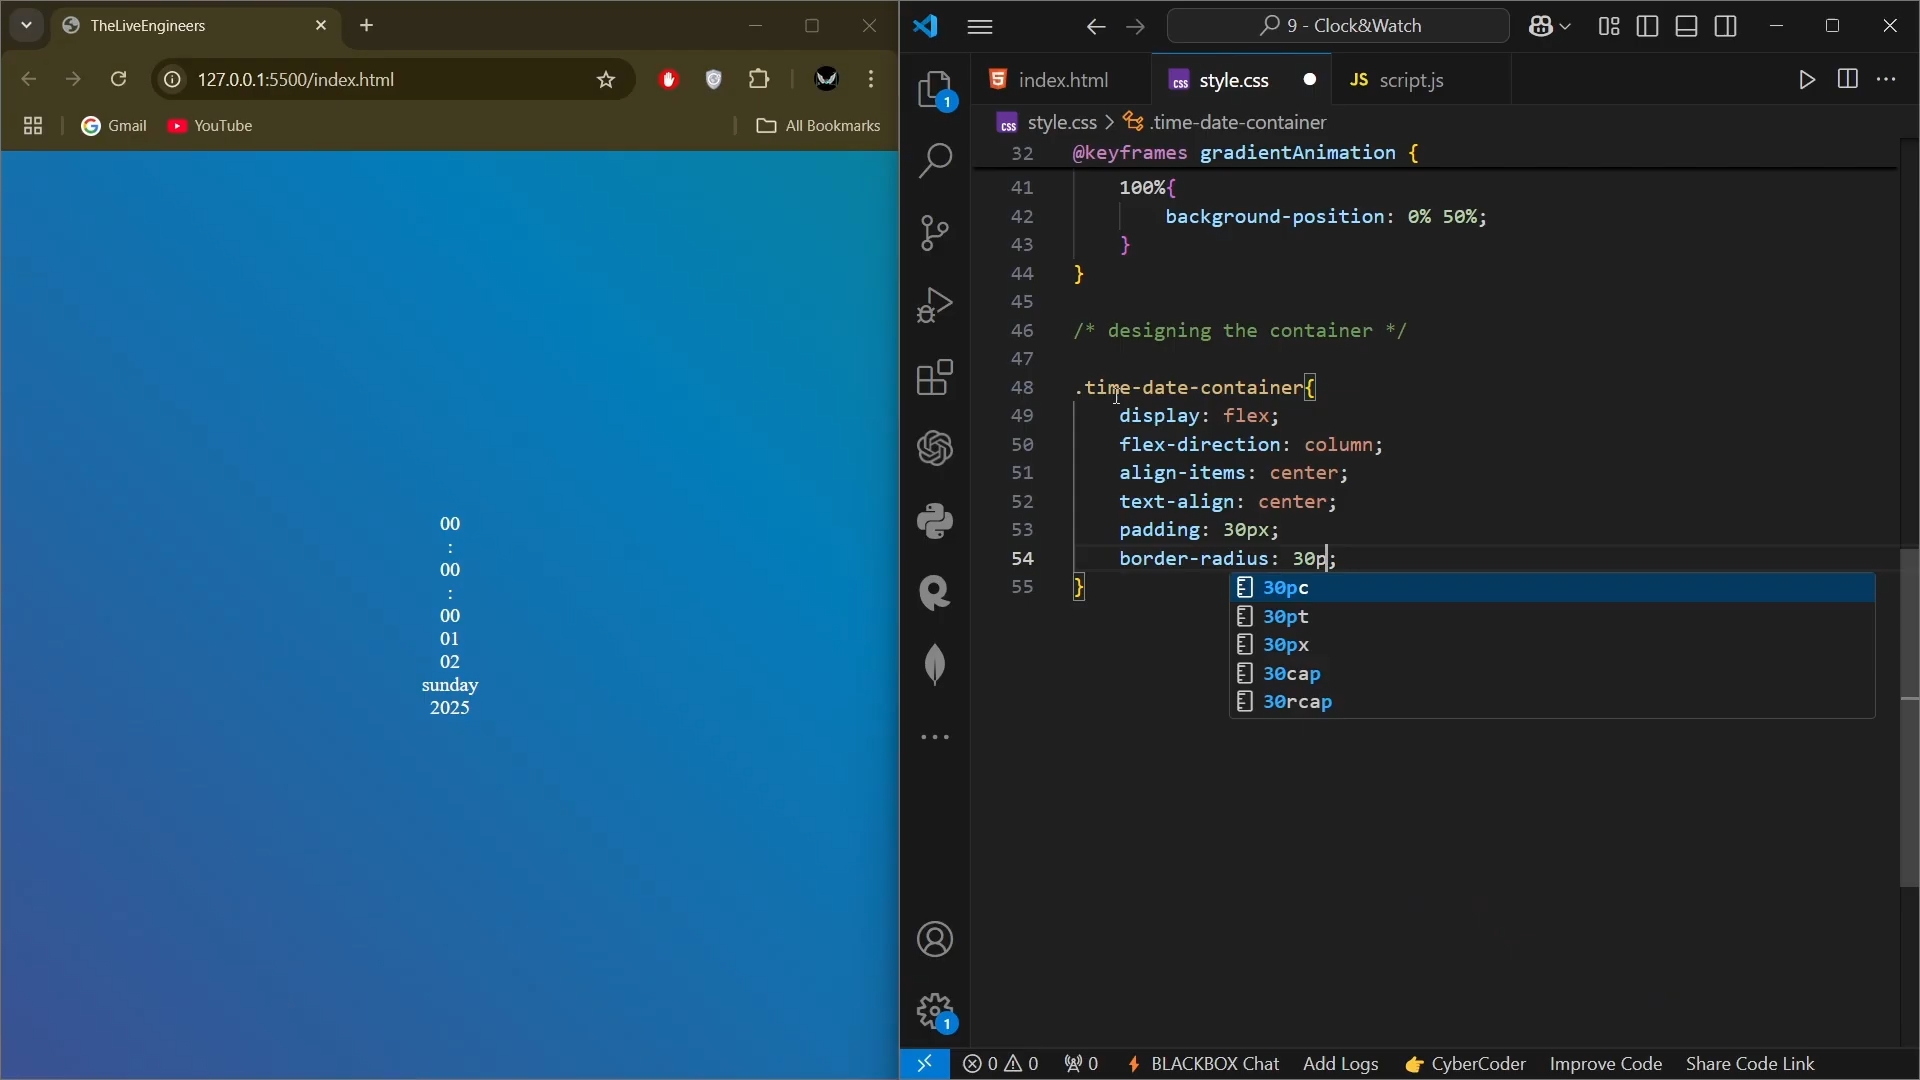 TheLiveEngineers
127.0.0.1:5500/index.html
Gmail
YouTube
All Bookmarks
00
:
00
:
00
01
02
sunday
2025
9 - Clock&Watch
index.html
css style.css
JS script.js
css style.css > .time-date-container
32 @keyframes gradientAnimation {
41 100%{
42 background-position: 0% 50%;
43 }
44 }
45
46 /* designing the container */
47
48 .time-date-container{
49 display: flex;
50 flex-direction: column;
51 align-items: center;
52 text-align: center;
53 padding: 30px;
54 border-radius: 30p;
55 }
30pc
30pt
30px
30cap
30rcap
1
1
0 0 0 BLACKBOX Chat Add Logs CyberCoder Improve Code Share Code Link